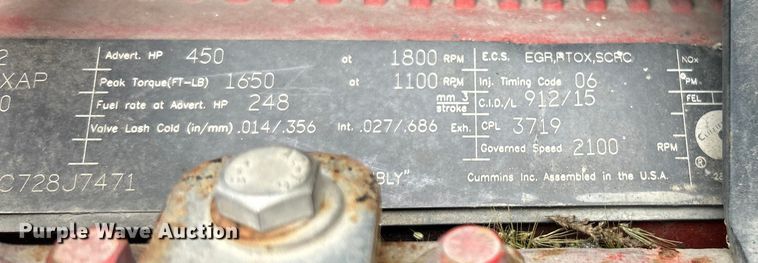 2
XAP
0
C728J7471
Advert. HP 450 at 1800 RPM
Peak Torque(FT-LB) 1650 at 1100 RPM
Fuel rate at Advert. HP 248 mm 3 stroke
Valve Lash Cold (in/mm) .014/.356 Int. .027/.686 Exh.
BLY"
E.C.S. EGR,PTOX,SCRC
Inj. Timing Code 06
C.I.D./L 912/15
CPL 3719
Governed Speed 2100 RPM
Cummins Inc. Assembled in the U.S.A.
NOx
PM
FEL
®
Purple Wave Auction